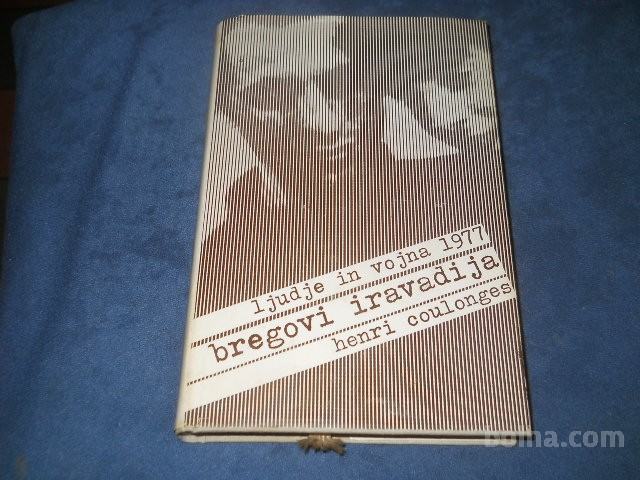 ljudje in vojna 1977
bregovi iravadija
henri coulonges
bolha.com